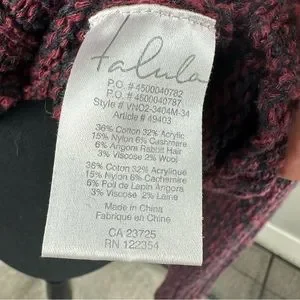 talula
P.O. # 4500040782
P.O. # 4500040787
Style # VNO2-3404M-34
Article # 49403
36% Cotton 32% Acrylic
15% Nylon 6% Cashmere
6% Angora Rabbit Hair
3% Viscose 2% Wool
36% Coton 32% Acrylique
15% Nylon 6% Cachemire
6% Poil de Lapin Angora
3% Viscose 2% Laine
Made in China
Fabriqué en Chine
CA 23725
RN 122354